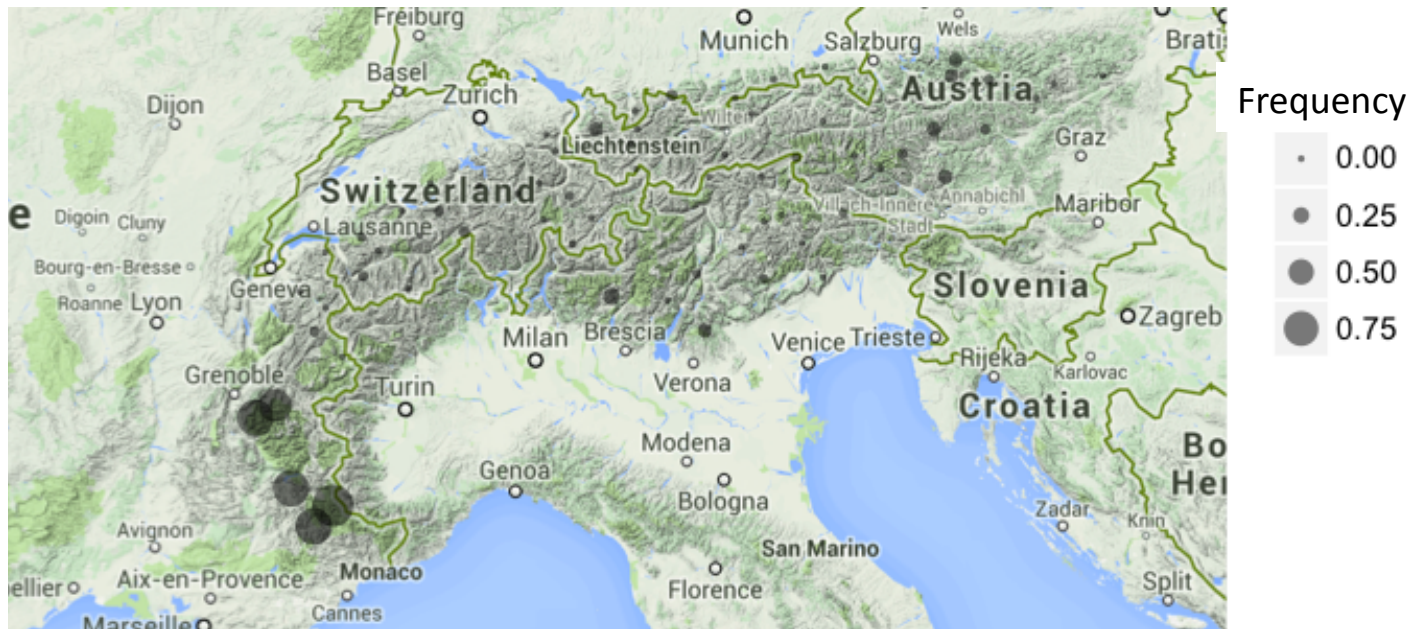 Freiburg
Munich
Salzburg
Wels
Bratis
Basel
Zurich
Austria
Dijon
Wilten
Liechtenstein
Graz
Switzerland
e
Digoin
Cluny
Lausanne
Villach-Innere
Stadt
Annabichl
Maribor
Bourg-en-Bresse
Geneva
Roanne
Lyon
Slovenia
Zagreb
Milan
Brescia
Venice
Trieste
Rijeka
Karlovac
Grenoble
Turin
Verona
Croatia
Modena
Bo
Her
Genoa
Bologna
Avignon
Zadar
Knin
San Marino
ellier
Aix-en-Provence
Monaco
Florence
Split
Cannes
Marseille
Frequency
0.00
0.25
0.50
0.75